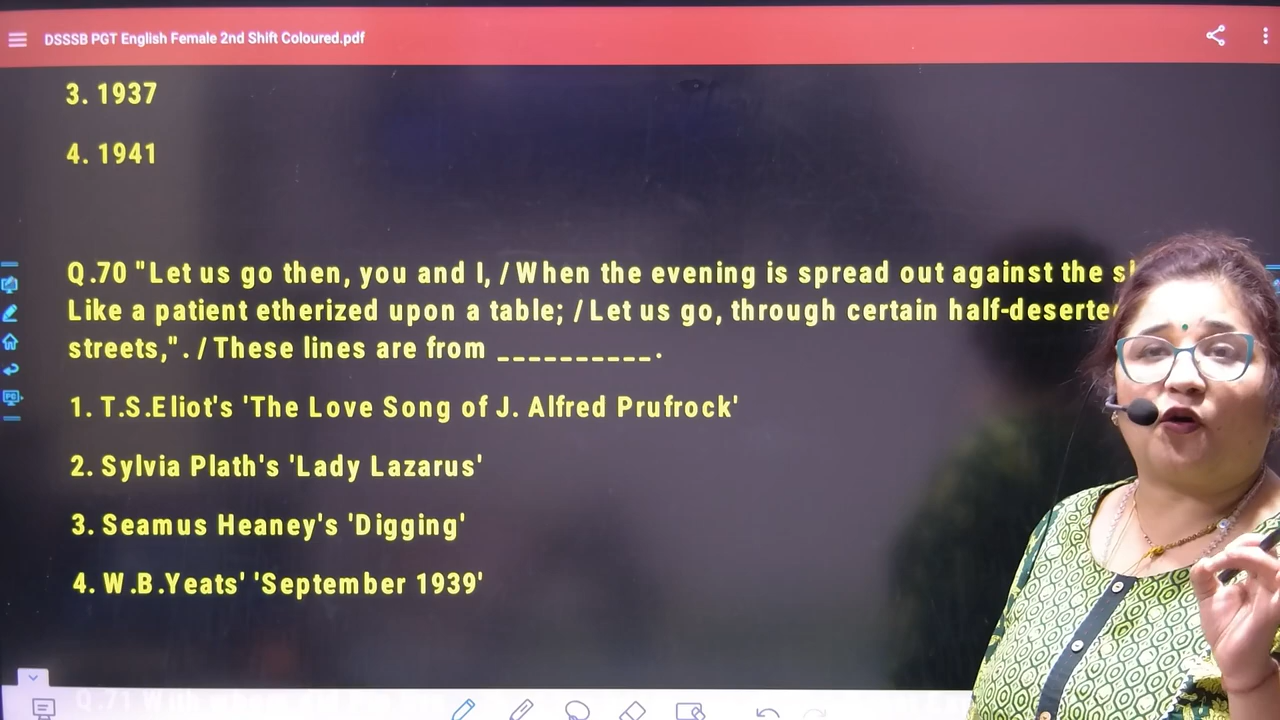 DSSSB PGT English Female 2nd Shift Coloured.pdf
3. 1937
4. 1941
Q.70 "Let us go then, you and I, / When the evening is spread out against the
Like a patient etherized upon a table; / Let us go, through certain half-deserted
streets,". / These lines are from __________.
1. T.S.Eliot's 'The Love Song of J. Alfred Prufrock'
2. Sylvia Plath's 'Lady Lazarus'
3. Seamus Heaney's 'Digging'
4. W.B.Yeats' 'September 1939'
Q.71